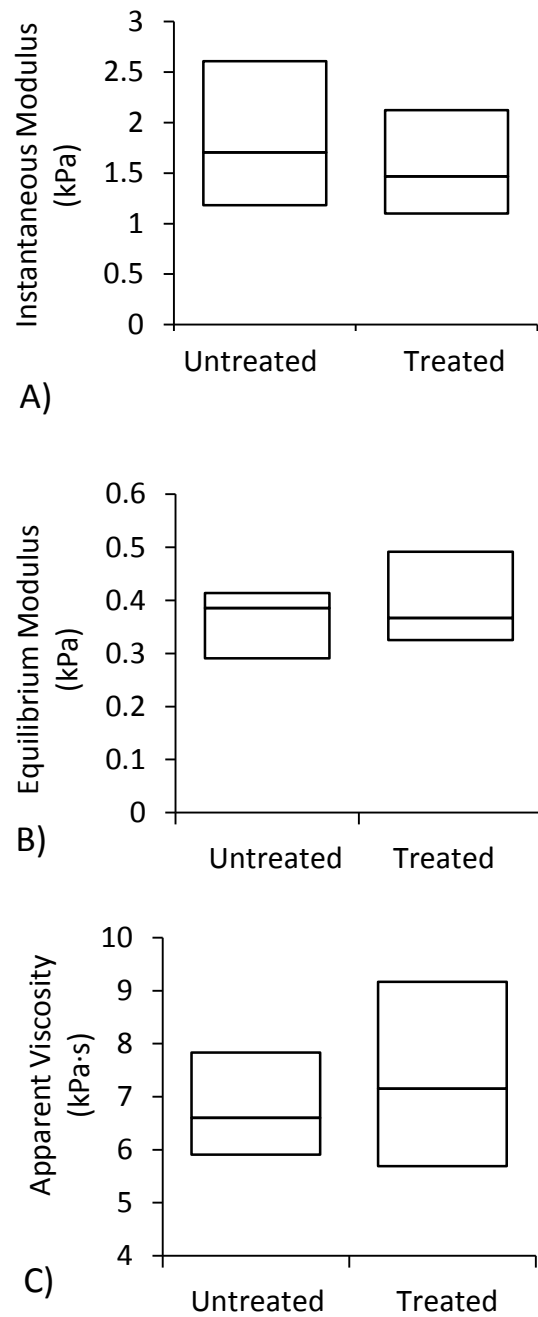 Instantaneous Modulus
(kPa)
3
2.5
2
1.5
1
0.5
0
Untreated Treated
A)
Equilibrium Modulus
(kPa)
0.6
0.5
0.4
0.3
0.2
0.1
0
Untreated Treated
B)
Apparent Viscosity
(kPa·s)
10
9
8
7
6
5
4
Untreated Treated
C)